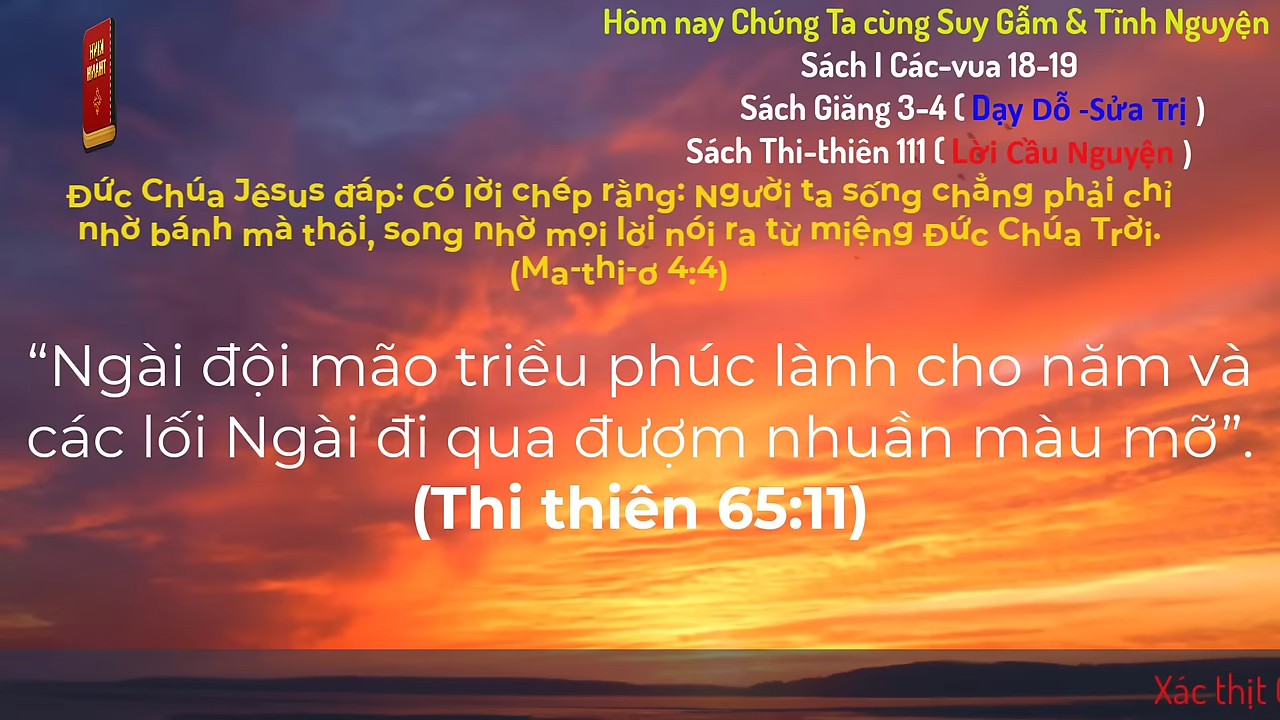 Hôm nay Chúng Ta cùng Suy Gẫm & Tĩnh Nguyện
Sách I Các-vua 18-19
Sách Giăng 3-4 ( Dạy Dỗ -Sửa Trị )
Sách Thi-thiên 111 ( Lời Cầu Nguyện )
KINH
THÁNH
Đức Chúa Jêsus đáp: Có lời chép rằng: Người ta sống chẳng phải chỉ
nhờ bánh mà thôi, song nhờ mọi lời nói ra từ miệng Đức Chúa Trời.
(Ma-thi-ơ 4:4)
“Ngài đội mão triều phúc lành cho năm và
các lối Ngài đi qua đượm nhuần màu mỡ”.
(Thi thiên 65:11)
Xác thịt